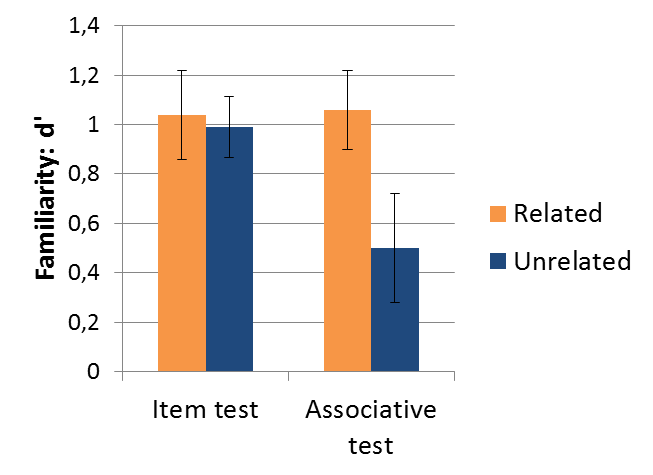 1,4
1,2
1
0,8
0,6
0,4
0,2
0
Familiarity: d'
Item test
Associative
test
Related
Unrelated